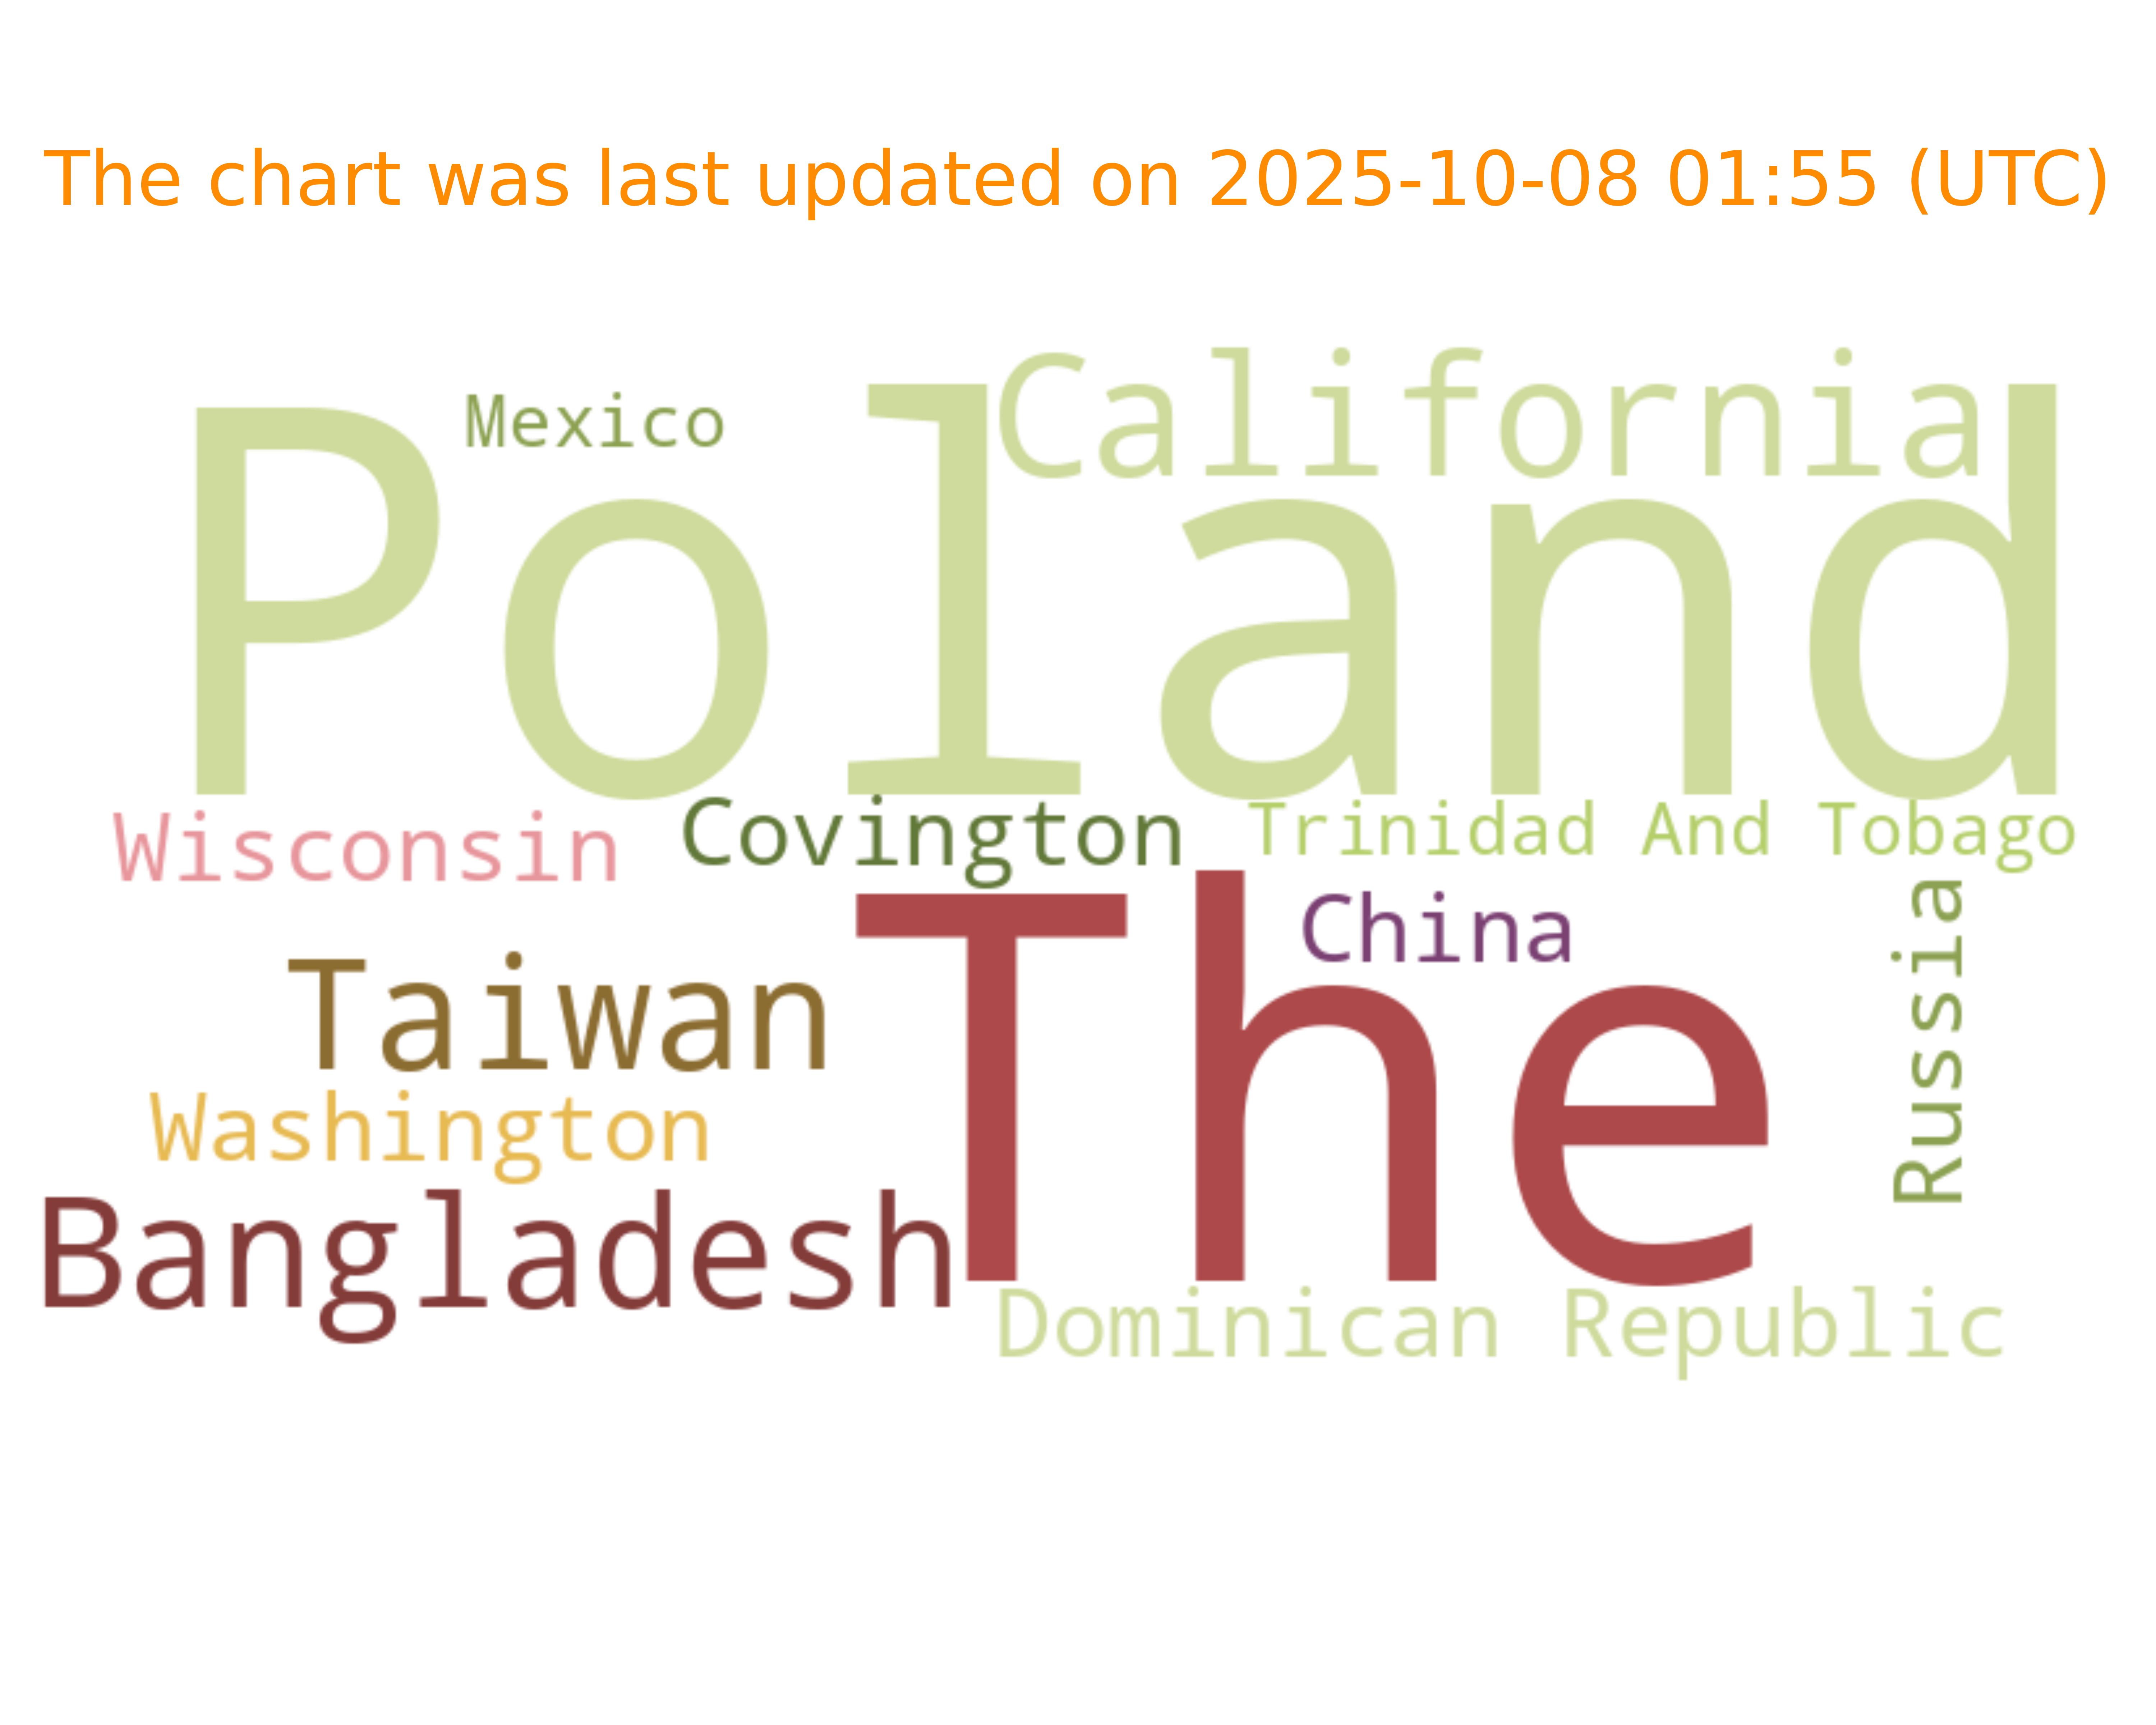 The chart was last updated on 2025-10-08 01:55 (UTC)
California
Mexico
Poland
Wisconsin
Covington
Trinidad And Tobago
China
The
Russia
Taiwan
Washington
Bangladesh
Dominican Republic